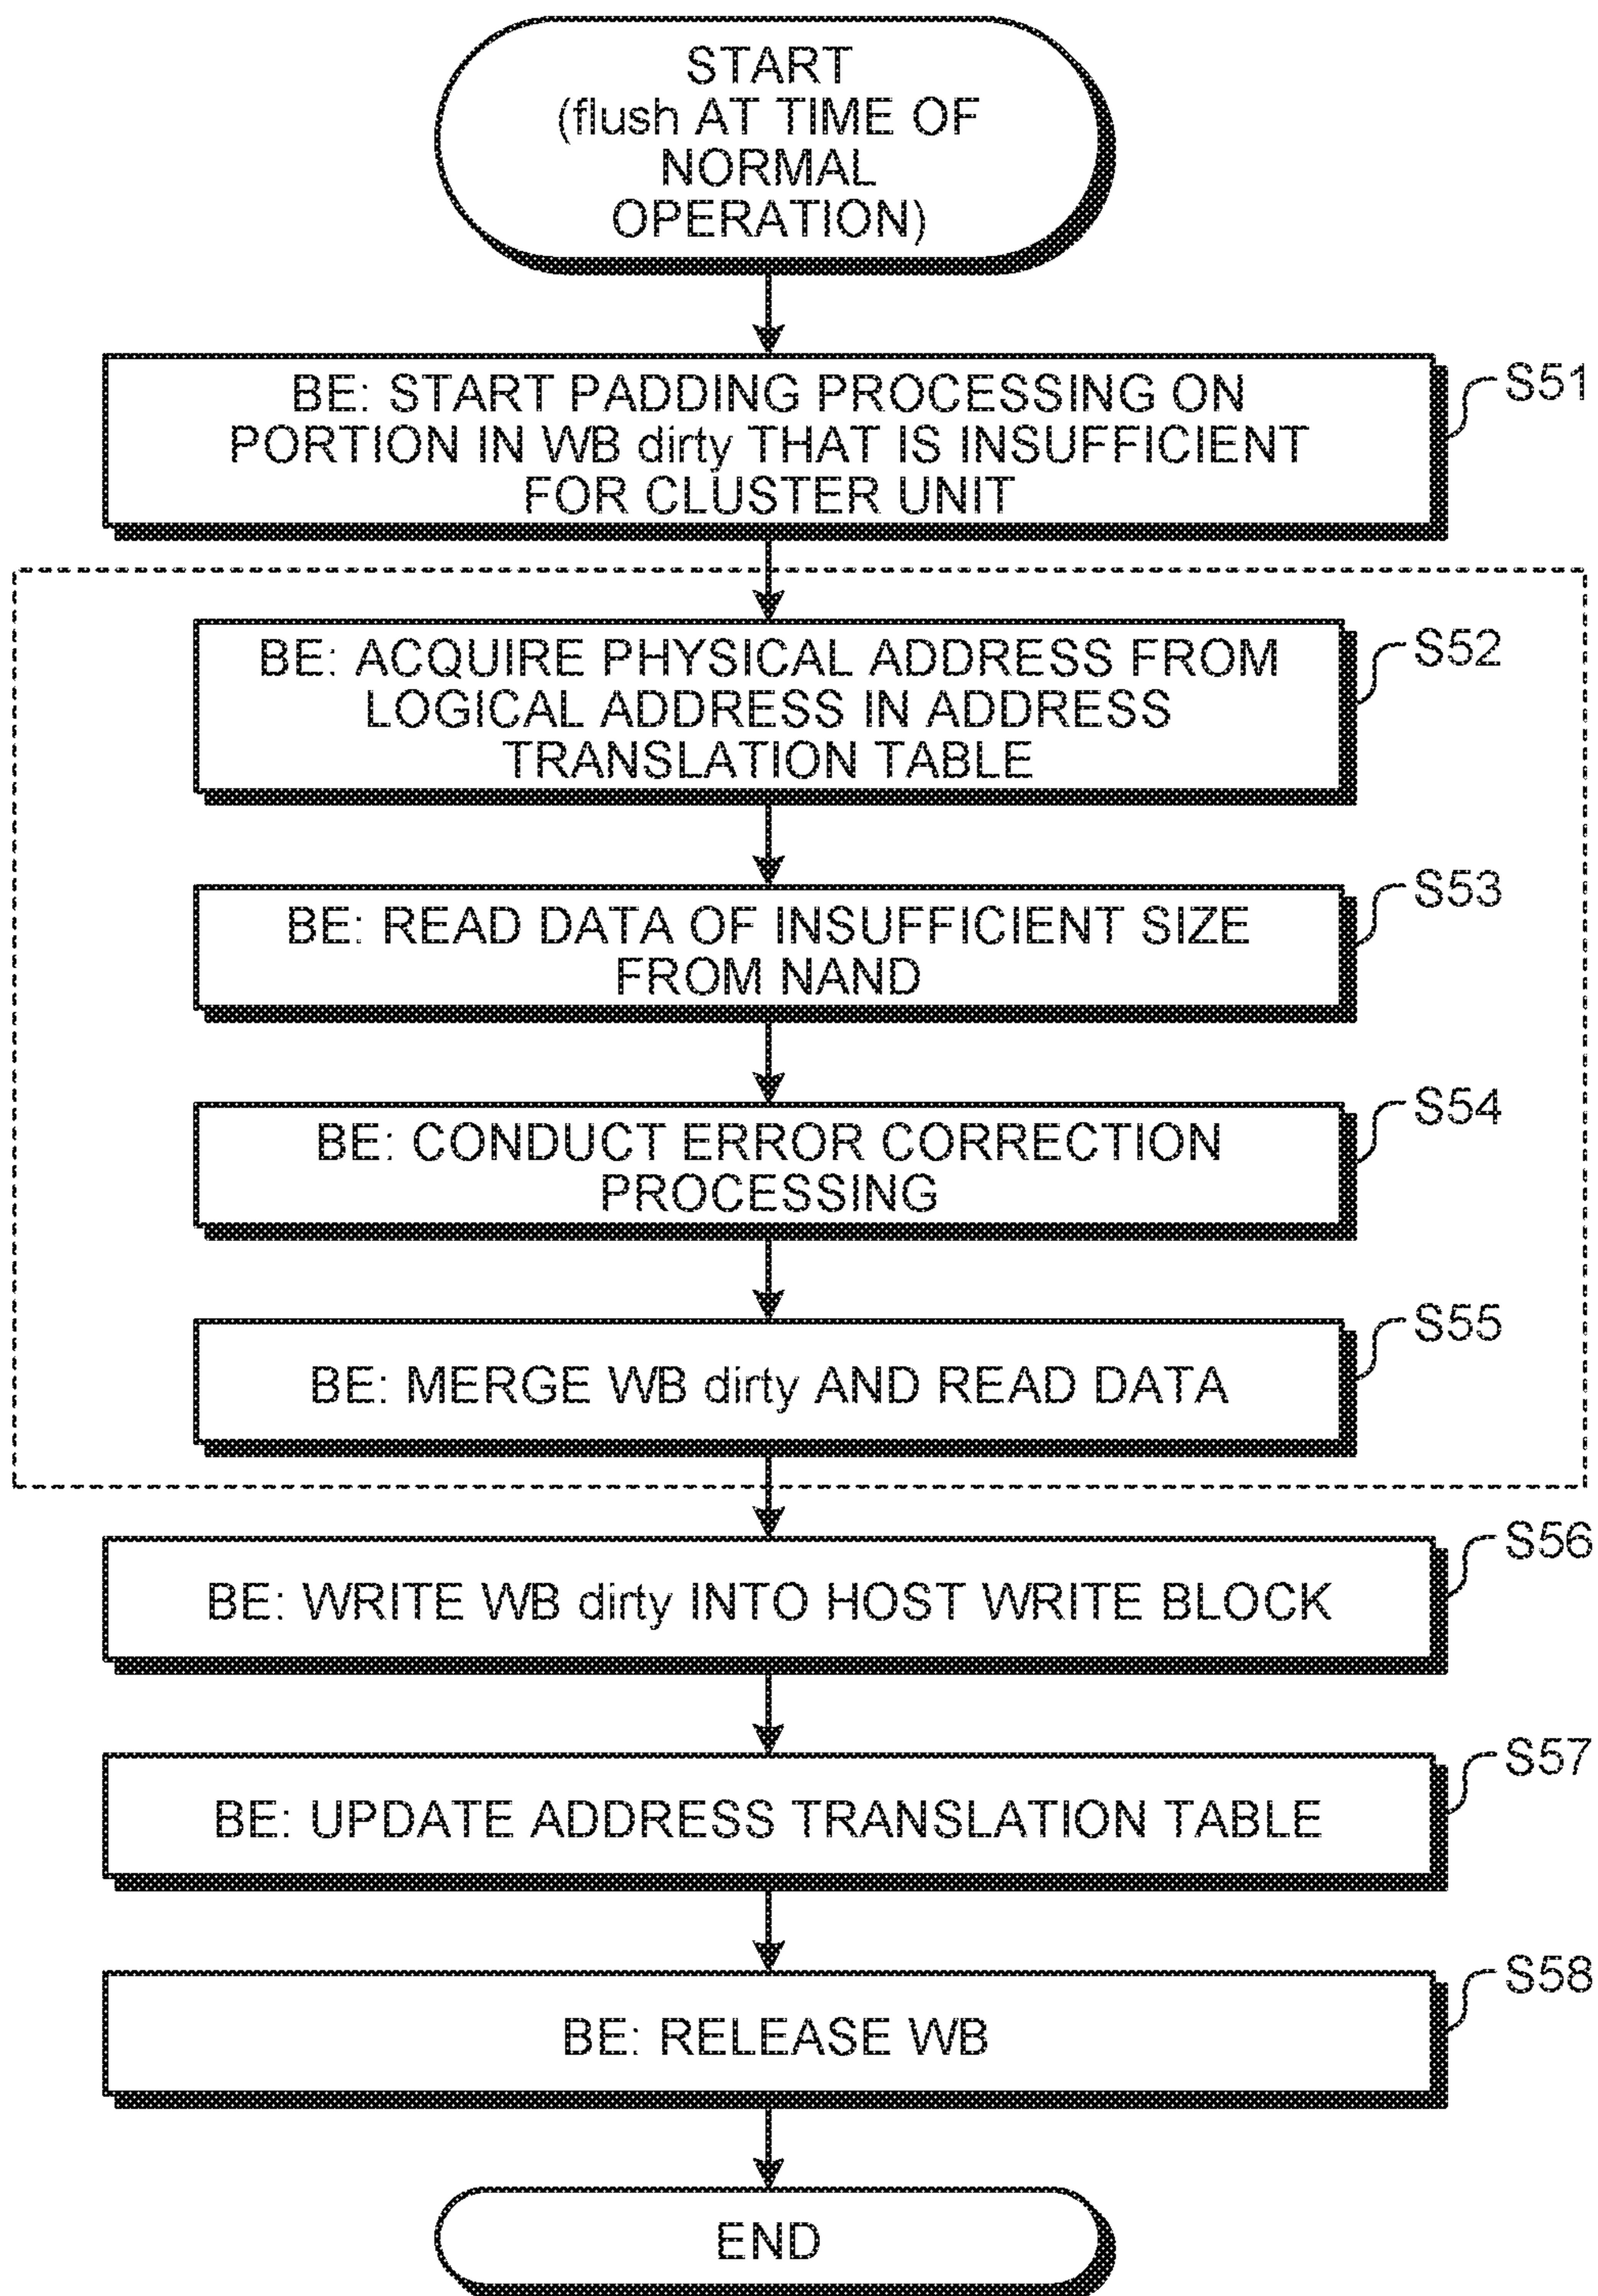 START
(flush AT TIME OF
NORMAL
OPERATION)
BE: START PADDING PROCESSING ON
PORTION IN WB dirty THAT IS INSUFFICIENT
FOR CLUSTER UNIT
S51
BE: ACQUIRE PHYSICAL ADDRESS FROM
LOGICAL ADDRESS IN ADDRESS
TRANSLATION TABLE
S52
BE: READ DATA OF INSUFFICIENT SIZE
FROM NAND
S53
BE: CONDUCT ERROR CORRECTION
PROCESSING
S54
BE: MERGE WB dirty AND READ DATA
S55
BE: WRITE WB dirty INTO HOST WRITE BLOCK
S56
BE: UPDATE ADDRESS TRANSLATION TABLE
S57
BE: RELEASE WB
S58
END